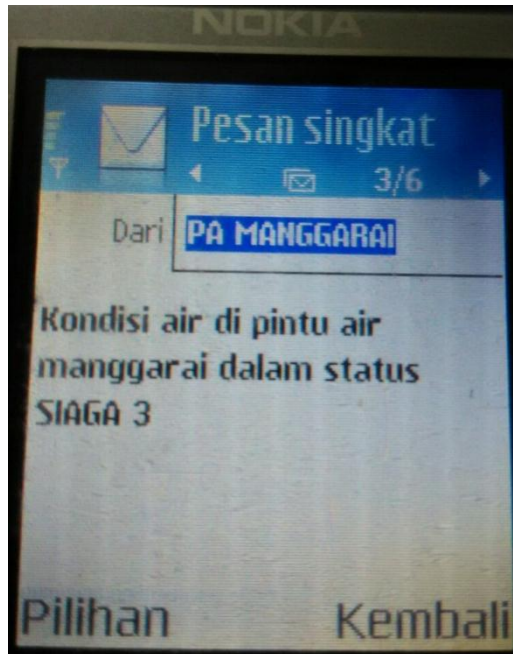 NOKIA
Pesan singkat
3/6
Dari PA MANGGARAI
Kondisi air di pintu air
manggarai dalam status
SIAGA 3
Pilihan Kembali